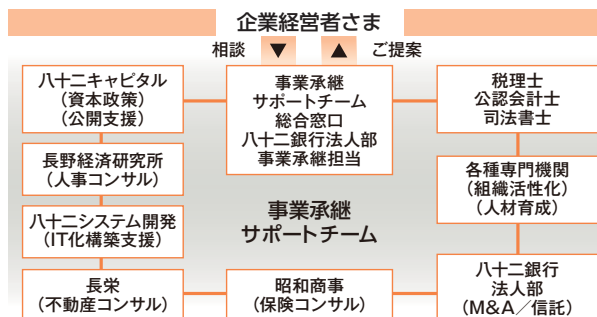 企業経営者さま
相談 ▼ ▲ ご提案
八十二キャピタル
(資本政策)
(公開支援)
事業承継
サポートチーム
総合窓口
八十二銀行法人部
事業承継担当
税理士
公認会計士
司法書士
長野経済研究所
(人事コンサル)
各種専門機関
(組織活性化)
(人材育成)
八十二システム開発
(IT化構築支援)
事業承継
サポートチーム
長栄
(不動産コンサル)
昭和商事
(保険コンサル)
八十二銀行
法人部
(M&A/信託)